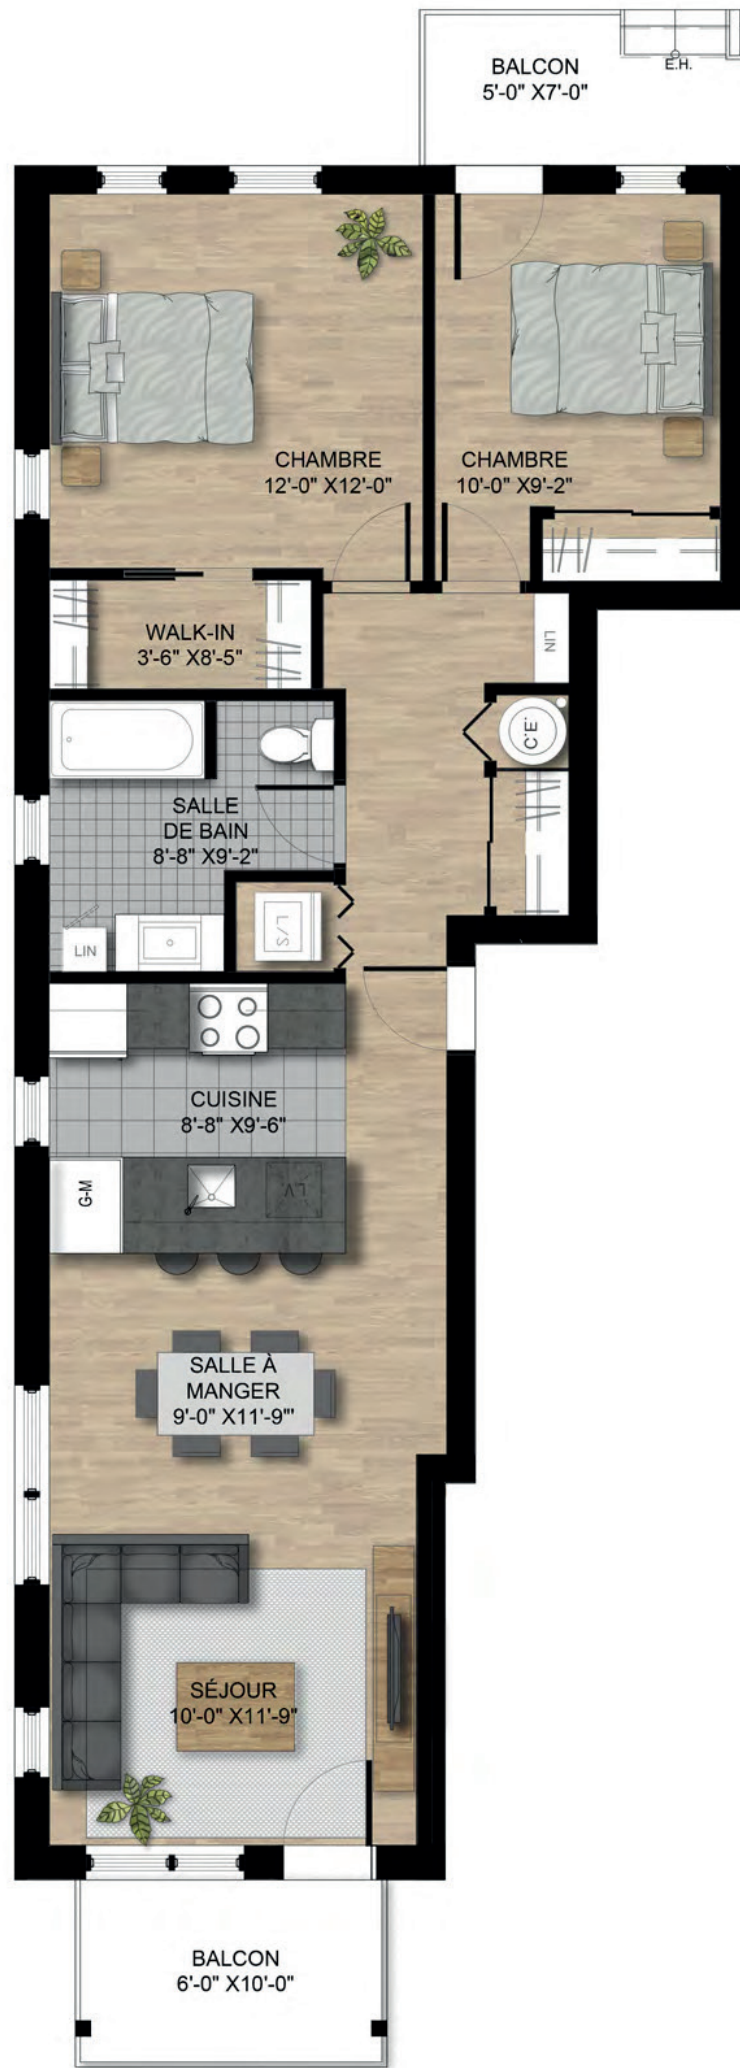 BALCON
5'-0" X7'-0"
E.H.
CHAMBRE
12'-0" X12'-0"
CHAMBRE
10'-0" X9'-2"
WALK-IN
3'-6" X8'-5"
LIN
C.E.
SALLE
DE BAIN
8'-8" X9'-2"
L/S
LIN
CUISINE
8'-8" X9'-6"
G-M
L.V.
SALLE À
MANGER
9'-0" X11'-9'"
SÉJOUR
10'-0" X11'-9"
BALCON
6'-0" X10'-0"